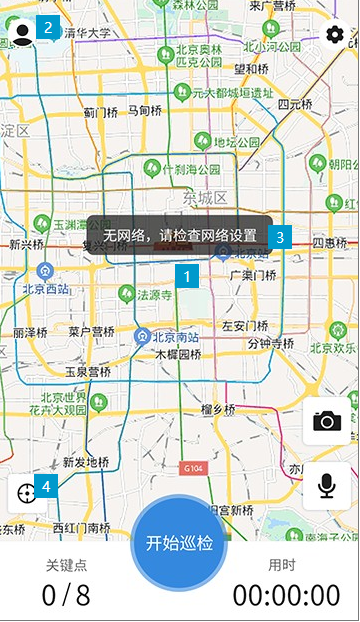 森林公园
来广营桥
2
清华大学
北京奥林
匹克公园
北小河公园
望和桥
元大都城垣遗址
蓟门桥
马甸桥
四元桥
淀区
地坛公园
什刹海公园
朝阳公
东城区
红领
玉渊潭公
无网络，请检查网络设置
3
新兴桥
复兴门桥
北京站
四惠桥
1
广渠门桥
北京西站
法源寺
丽泽桥
菜户营桥
北京南站
左安门桥
分钟寺桥
北京欢乐
木樨园桥
玉泉营桥
北京世界
花卉大观园
榴乡桥
G104
新发地桥
亦
4
旧宫新桥
南海子公
西红门南桥
乐东桥
开始巡检
关键点
用时
0 / 8
00:00:00